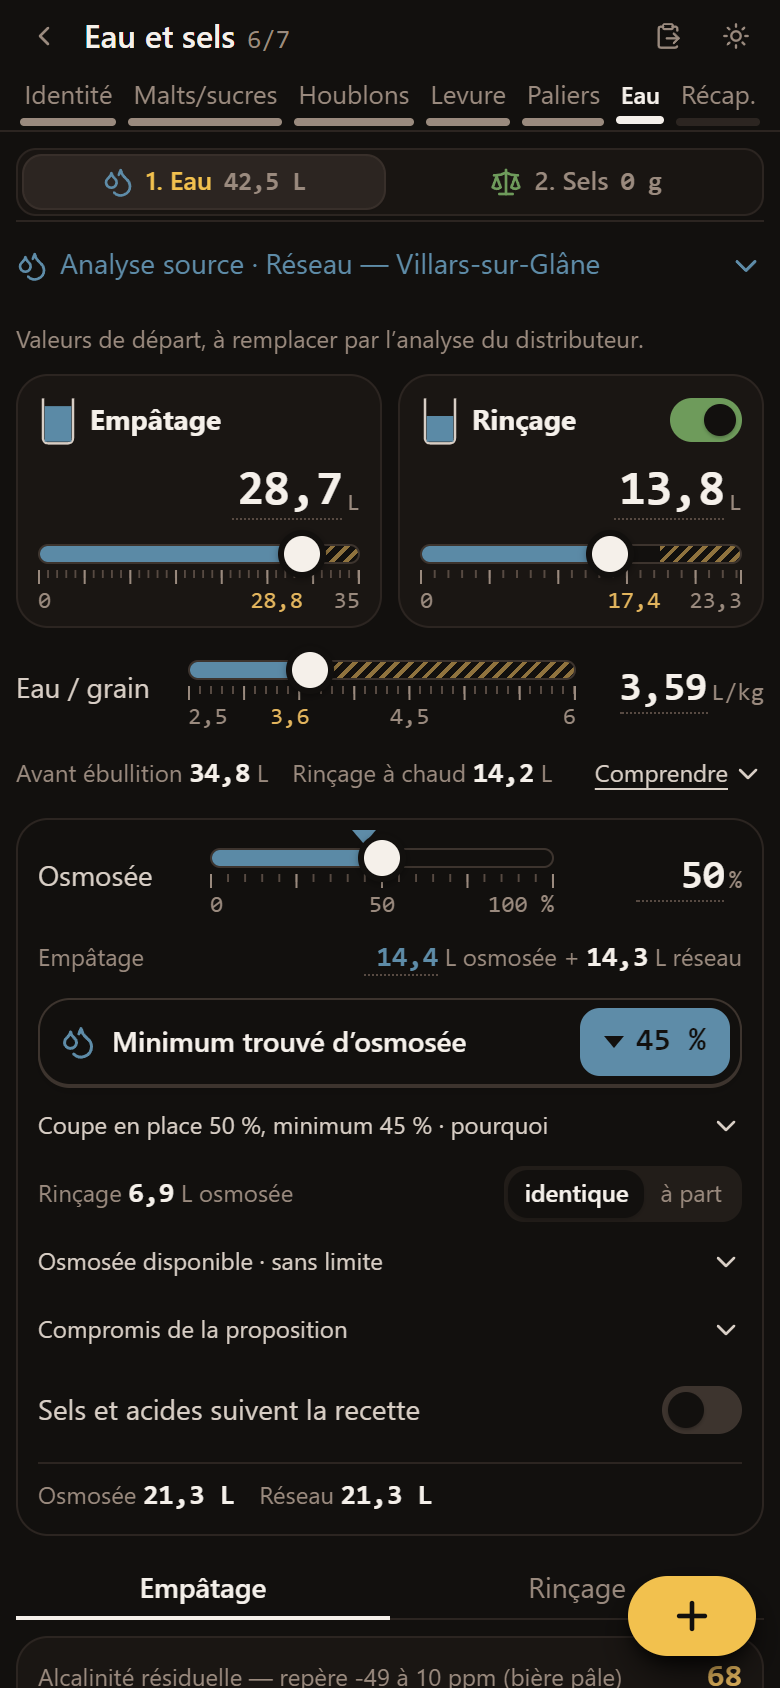 Eau et sels 6/7
Identité Malts/sucres Houblons Levure Paliers Eau Récap.
1. Eau 42,5 L 2. Sels 0 g
Analyse source · Réseau — Villars-sur-Glâne
Valeurs de départ, à remplacer par l’analyse du distributeur.
Empâtage
28,7 L
0 28,8 35
Rinçage
13,8 L
0 17,4 23,3
Eau / grain 3,59 L/kg
2,5 3,6 4,5 6
Avant ébullition 34,8 L Rinçage à chaud 14,2 L Comprendre
Osmosée 50 %
0 50 100 %
Empâtage 14,4 L osmosée + 14,3 L réseau
Minimum trouvé d’osmosée 45 %
Coupe en place 50 %, minimum 45 % · pourquoi
Rinçage 6,9 L osmosée identique à part
Osmosée disponible · sans limite
Compromis de la proposition
Sels et acides suivent la recette
Osmosée 21,3 L Réseau 21,3 L
Empâtage Rinçage
+
Alcalinité résiduelle — repère -49 à 10 ppm (bière pâle) 68